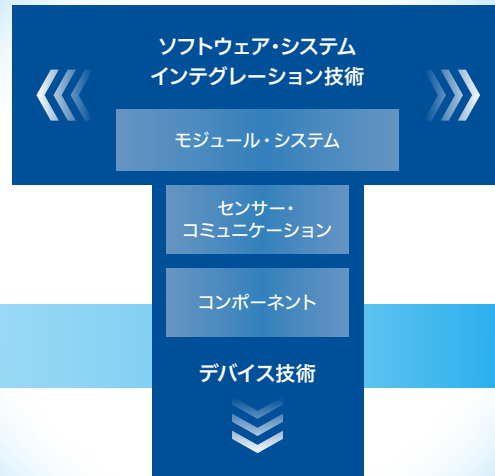 ソフトウェア・システム
インテグレーション技術
モジュール・システム
センサー・
コミュニケーション
コンポーネント
デバイス技術